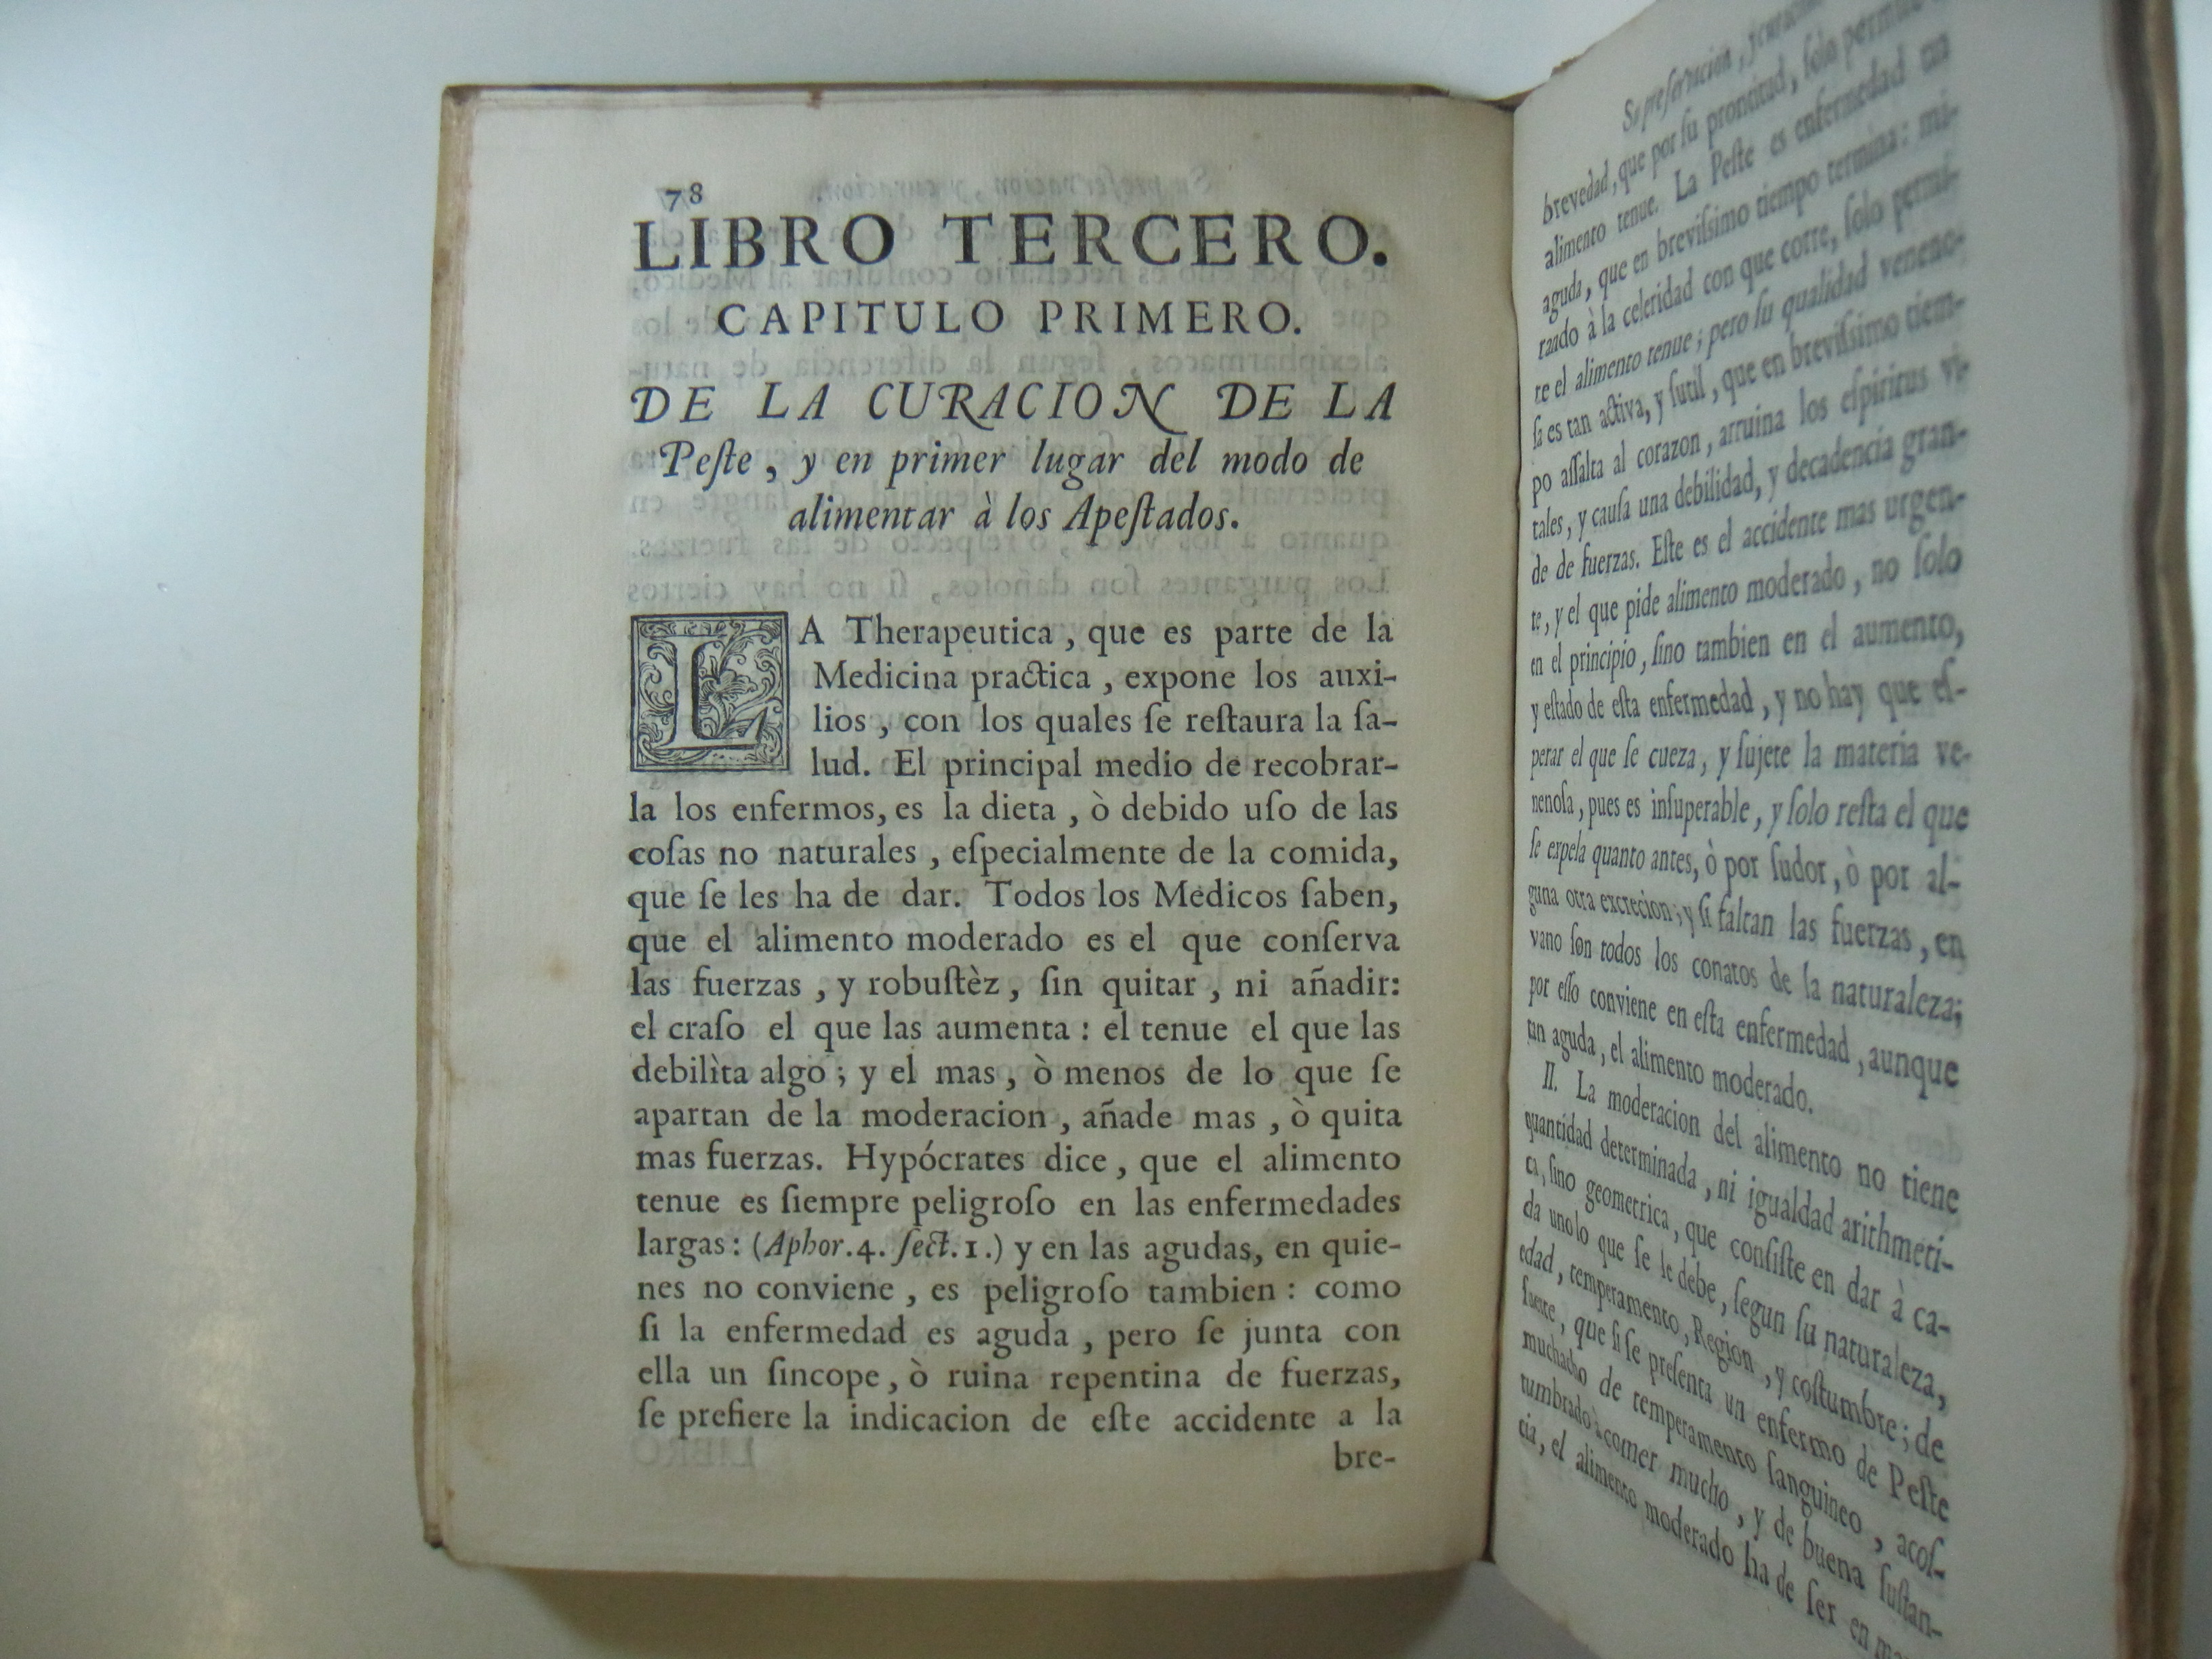 78
LIBRO TERCERO.
CAPITULO PRIMERO.
DE LA CURACION DE LA
Peſte, y en primer lugar del modo de
alimentar à los Apeſtados.
LA Therapeutica, que es parte de la
Medicina practica, expone los auxi-
lios, con los quales ſe reſtaura la ſa-
lud. El principal medio de recobrar-
la los enfermos, es la dieta, ò debido uſo de las
coſas no naturales, eſpecialmente de la comida,
que ſe les ha de dar. Todos los Medicos ſaben,
que el alimento moderado es el que conſerva
las fuerzas, y robuſtèz, ſin quitar, ni añadir:
el craſo el que las aumenta: el tenue el que las
debilìta algo; y el mas, ò menos de lo que ſe
apartan de la moderacion, añade mas, ò quita
mas fuerzas. Hypócrates dice, que el alimento
tenue es ſiempre peligroſo en las enfermedades
largas: (Aphor.4. ſect.1.) y en las agudas, en quie-
nes no conviene, es peligroſo tambien: como
ſi la enfermedad es aguda, pero ſe junta con
ella un ſincope, ò ruina repentina de fuerzas,
ſe prefiere la indicacion de eſte accidente a la
bre-
Su preſervacion, y curacion
brevedad, que por ſu prontitud, ſolo permite
alimento tenue. La Peſte es enfermedad tan
aguda, que en breviſsimo tiempo termina: mi-
rando à la celeridad con que corre, ſolo permi-
te el alimento tenue; pero ſu qualidad veneno-
ſa es tan activa, y ſutil, que en breviſsimo tiem-
po aſſalta al corazon, arruina los eſpiritus vi-
tales, y cauſa una debilidad, y decadencia gran-
de de fuerzas. Eſte es el accidente mas urgen-
te, y el que pide alimento moderado, no ſolo
en el principio, ſino tambien en el aumento,
y eſtado de eſta enfermedad, y no hay que eſ-
perar el que ſe cueza, y ſujete la materia ve-
nenoſa, pues es inſuperable, y ſolo reſta el que
ſe expela quanto antes, ò por ſudor, ò por al-
guna otra excrecion; y ſi faltan las fuerzas, en
vano ſon todos los conatos de la naturaleza;
por eſſo conviene en eſta enfermedad, aunque
tan aguda, el alimento moderado.
II. La moderacion del alimento no tiene
quantidad determinada, ni igualdad arithmeti-
ca, ſino geometrica, que conſiſte en dar à ca-
da uno lo que ſe le debe, ſegun ſu naturaleza,
edad, temperamento, Region, y coſtumbre; de
ſuerte, que ſi ſe preſenta un enfermo de Peſte
muchacho de temperamento ſanguineo, acoſ-
tumbrado à comer mucho, y de buena ſuſtan-
cia, el alimento moderado ha de ſer en